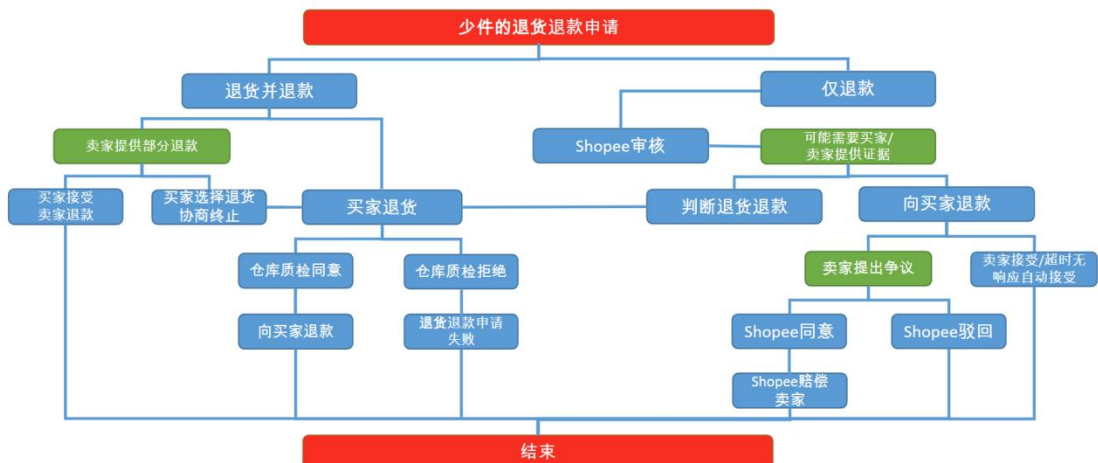 少件的退货退款申请
退货并退款
仅退款
卖家提供部分退款
Shopee审核
可能需要买家/
卖家提供证据
买家接受
卖家退款
买家选择退货
协商终止
买家退货
判断退货退款
向买家退款
仓库质检同意
仓库质检拒绝
卖家提出争议
卖家接受/超时无
响应自动接受
向买家退款
退货退款申请
失败
Shopee同意
Shopee驳回
Shopee赔偿
卖家
结束